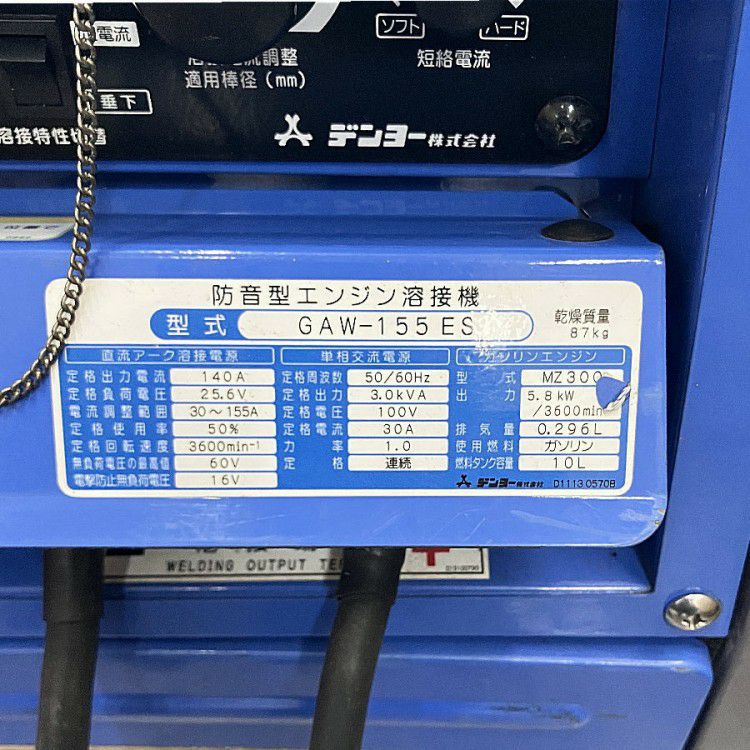 電流
ソフト ハード
調整
適用棒径（mm）
短絡電流
垂下
溶接特性切替
デンヨー株式会社
防音型エンジン溶接機
型式 GAW-155ES
乾燥質量
87kg
直流アーク溶接電源
定格出力電流 140A
定格負荷電圧 25.6V
電流調整範囲 30～155A
定格使用率 50%
定格回転速度 3600min⁻¹
無負荷電圧の最高値 60V
電撃防止無負荷電圧 16V
単相交流電源
定格周波数 50/60Hz
定格出力 3.0kVA
定格電圧 100V
定格電流 30A
力率 1.0
定格 連続
ガソリンエンジン
型式 MZ300
出力 5.8kW
/3600min
排気量 0.296L
使用燃料 ガソリン
燃料タンク容量 10L
デンヨー株式会社 D111305708
WELDING OUTPUT